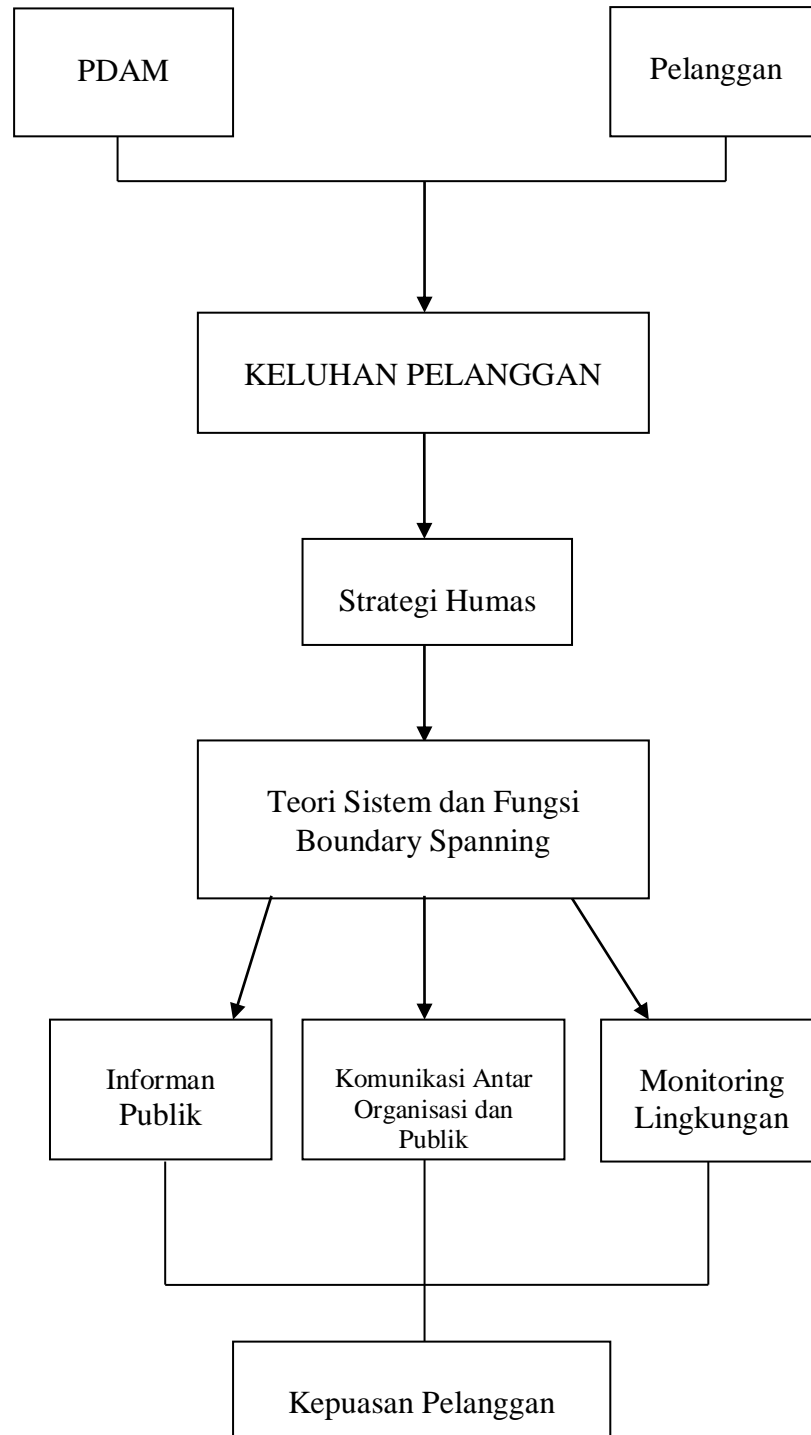 PDAM
Pelanggan
KELUHAN PELANGGAN
Strategi Humas
Teori Sistem dan Fungsi
Boundary Spanning
Informan
Publik
Komunikasi Antar
Organisasi dan
Publik
Monitoring
Lingkungan
Kepuasan Pelanggan